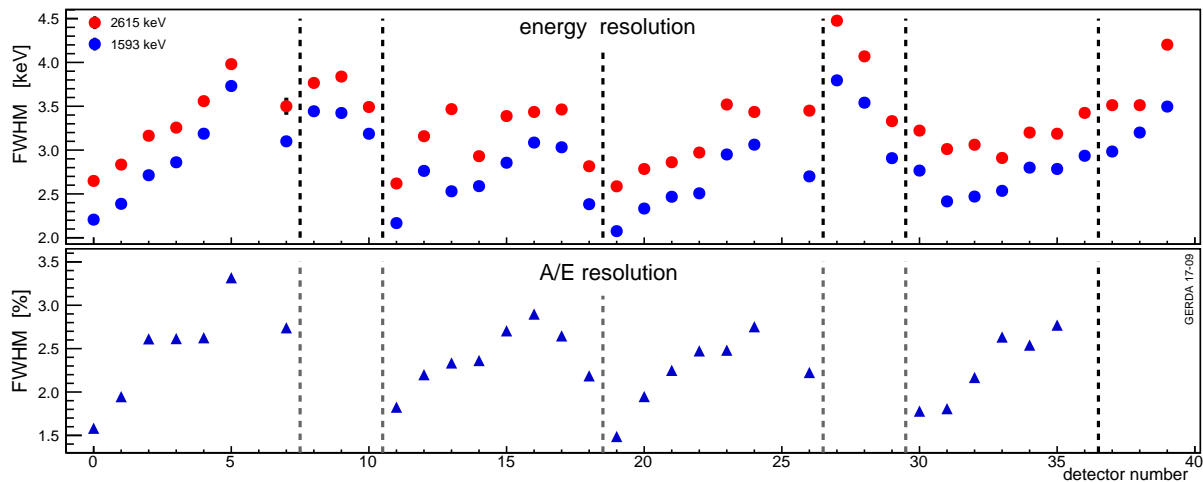 energy resolution
2615 keV
1593 keV
FWHM [keV]
4.5
4.0
3.5
3.0
2.5
2.0
A/E resolution
FWHM [%]
3.5
3.0
2.5
2.0
1.5
GERDA 17-09
0 5 10 15 20 25 30 35 40
detector number